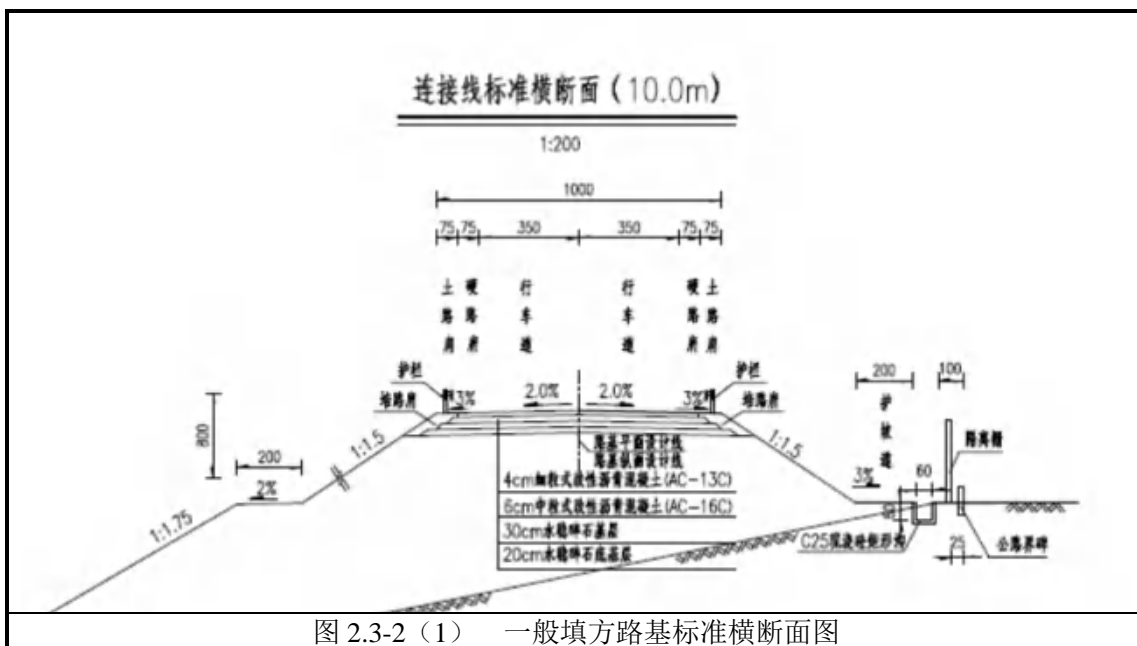 连接线标准横断面（10.0m）
1:200
1000
75 75 350 350 75 75
土路肩 硬路肩 行车道 行车道 硬路肩 土路肩
护栏 护栏 200 100
培路肩 3% 2.0% 2.0% 3% 培路肩
护坡道
隔离栅
800 1:1.5 1:1.5
路基平面设计线
路基纵面设计线
200 2% 3% 60
4cm细粒式改性沥青混凝土(AC-13C)
6cm中粒式改性沥青混凝土(AC-16C)
1:1.75
30cm水稳碎石基层
C25现浇砼矩形沟 25 公路界碑
20cm水稳碎石底基层
图 2.3-2（1） 一般填方路基标准横断面图